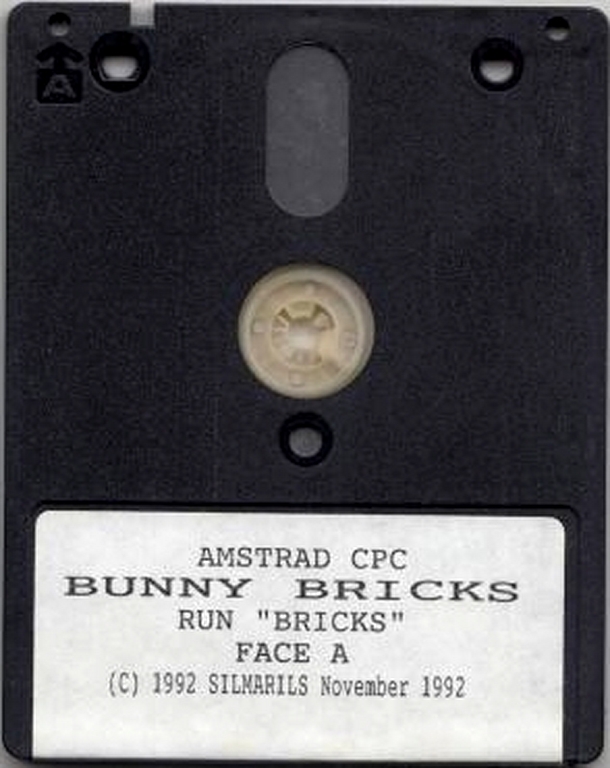 A
AMSTRAD CPC
BUNNY BRICKS
RUN "BRICKS"
FACE A
(C) 1992 SILMARILS November 1992